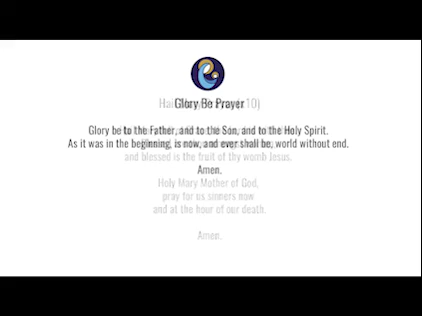 Glory Be Prayer
Glory be to the Father, and to the Son, and to the Holy Spirit.
As it was in the beginning, is now, and ever shall be, world without end.
and blessed is the fruit of thy womb Jesus.
Amen.
Holy Mary Mother of God,
pray for us sinners now
and at the hour of our death.
Amen.